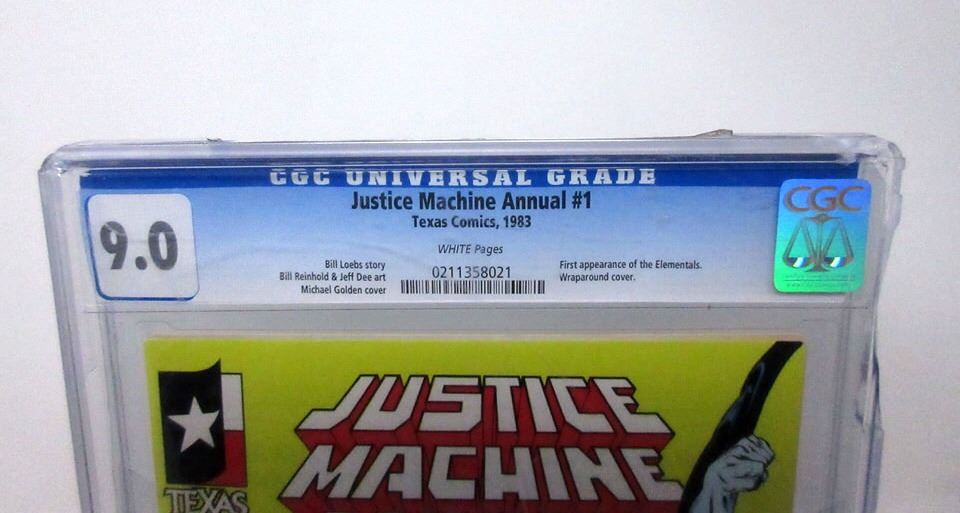 CGC UNIVERSAL GRADE
9.0
Justice Machine Annual #1
Texas Comics, 1983
WHITE Pages
Bill Loebs story
Bill Reinhold & Jeff Dee art
Michael Golden cover
0211358021
First appearance of the Elementals.
Wraparound cover.
CGC
TEXAS
JUSTICE
MACHINE